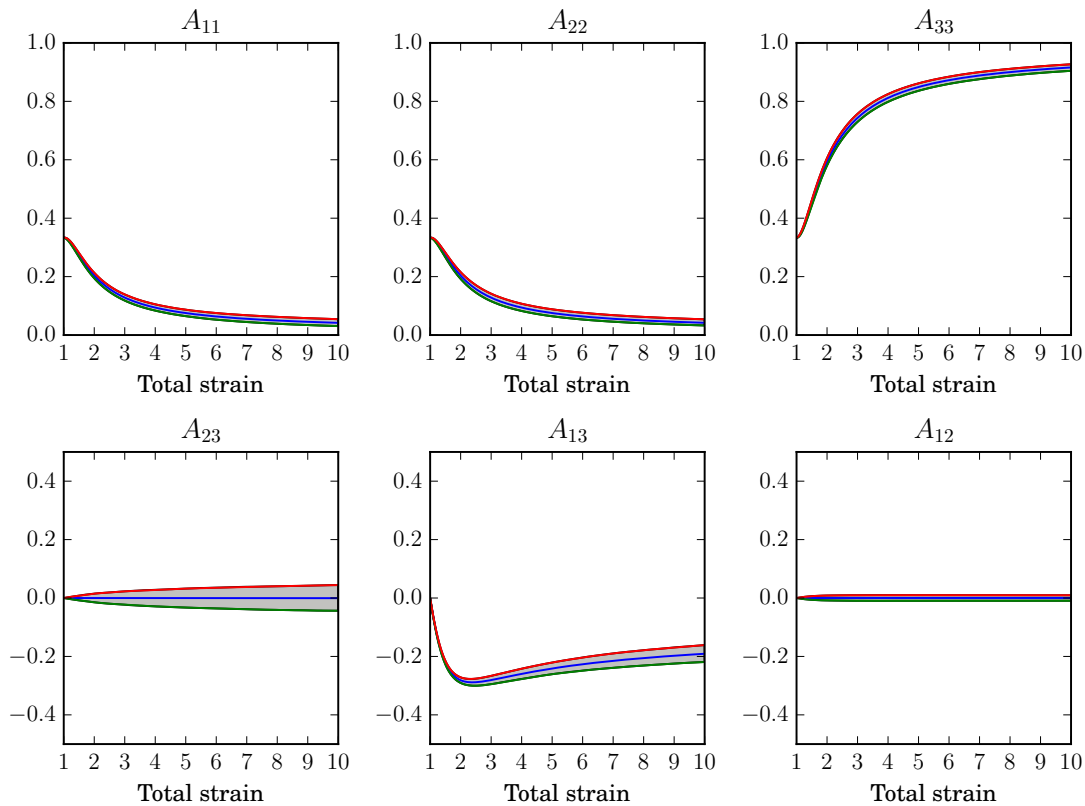 A₁₁ A₂₂ A₃₃
1.0 1.0 1.0
0.8 0.8 0.8
0.6 0.6 0.6
0.4 0.4 0.4
0.2 0.2 0.2
0.0 0.0 0.0
1 2 3 4 5 6 7 8 9 10 1 2 3 4 5 6 7 8 9 10 1 2 3 4 5 6 7 8 9 10
Total strain Total strain Total strain
A₂₃ A₁₃ A₁₂
0.4 0.4 0.4
0.2 0.2 0.2
0.0 0.0 0.0
−0.2 −0.2 −0.2
−0.4 −0.4 −0.4
1 2 3 4 5 6 7 8 9 10 1 2 3 4 5 6 7 8 9 10 1 2 3 4 5 6 7 8 9 10
Total strain Total strain Total strain